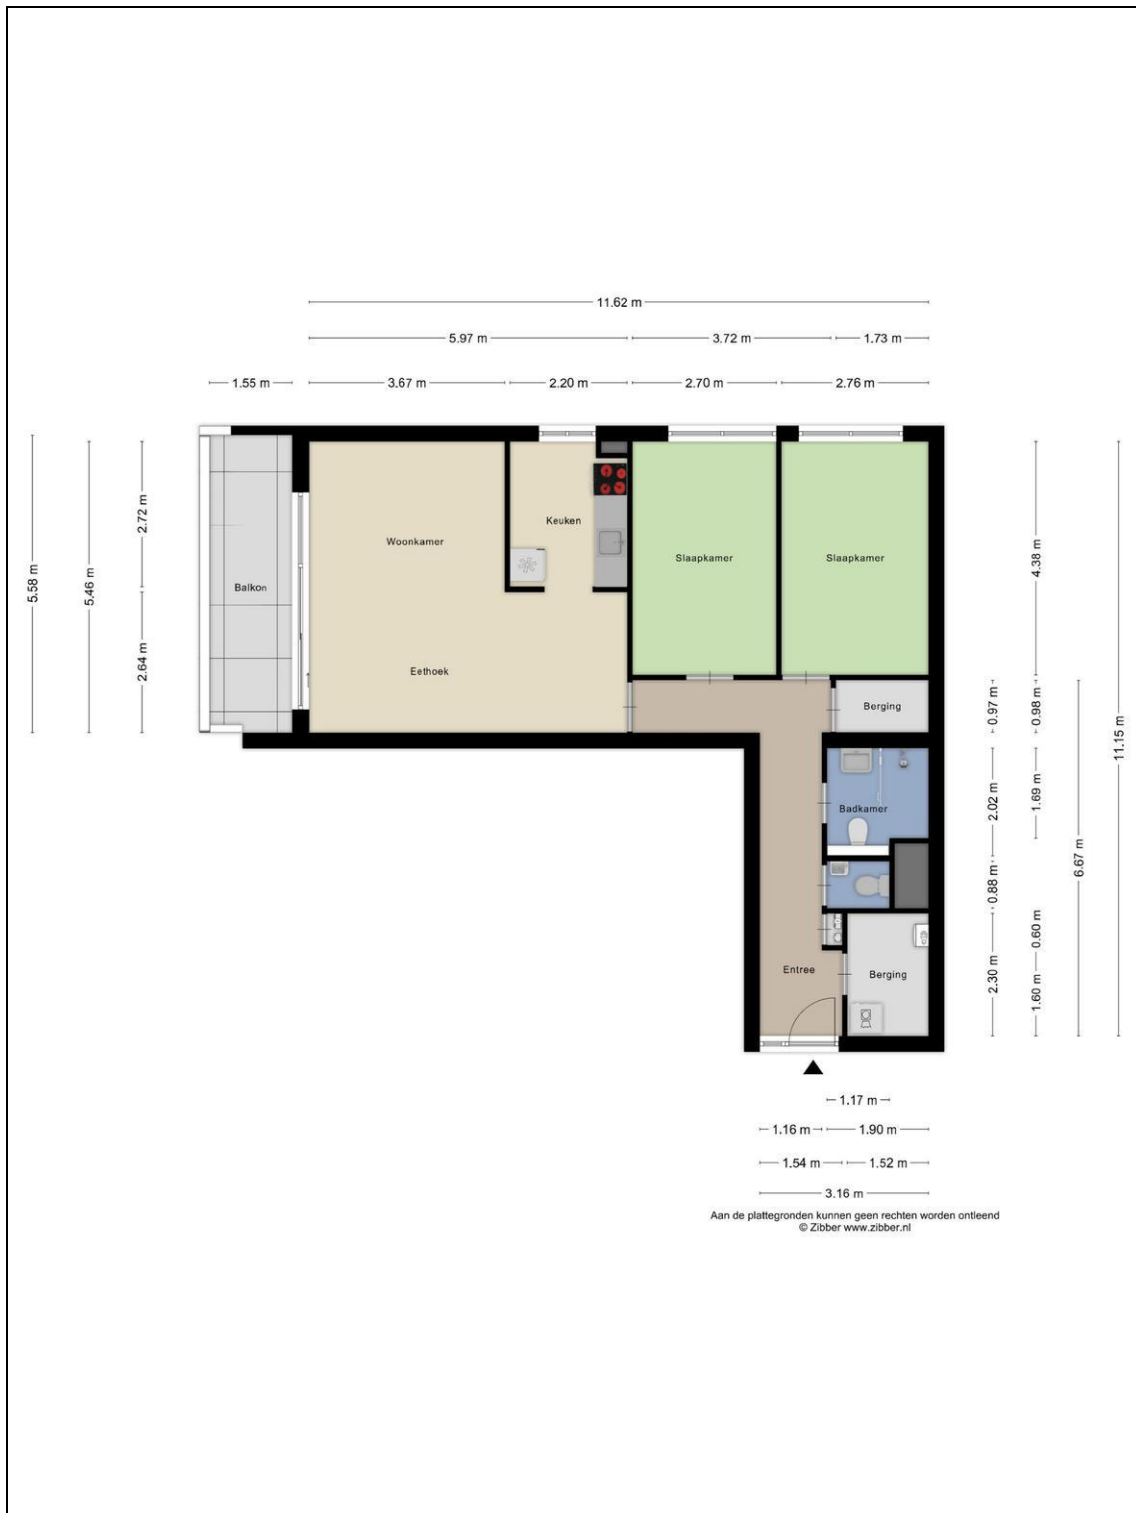 11.62 m
5.97 m
3.72 m
1.73 m
1.55 m
3.67 m
2.20 m
2.70 m
2.76 m
5.58 m
5.46 m
2.72 m
2.64 m
Balkon
Woonkamer
Eethoek
Keuken
Slaapkamer
Slaapkamer
Berging
Badkamer
Entree
Berging
0.97 m
2.02 m
0.88 m
2.30 m
4.38 m
0.98 m
1.69 m
0.60 m
1.60 m
6.67 m
11.15 m
1.17 m
1.16 m
1.90 m
1.54 m
1.52 m
3.16 m
Aan de plattegronden kunnen geen rechten worden ontleend
© Zibber www.zibber.nl